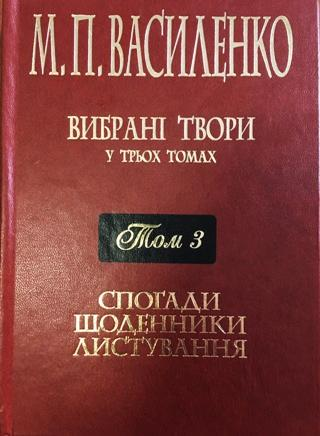 М.П.ВАСИЛЕНКО
ВИБРАНІ ТВОРИ
У ТРЬОХ ТОМАХ
Том 3
СПОГАДИ
ЩОДЕННИКИ
ЛИСТУВАННЯ